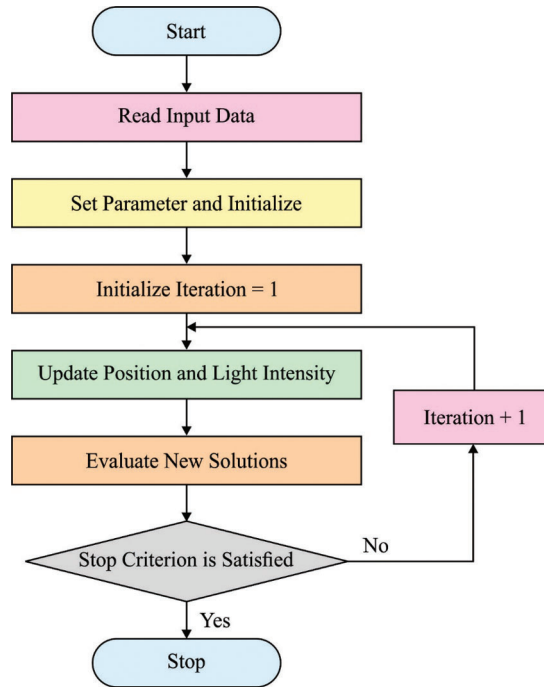 Start
Read Input Data
Set Parameter and Initialize
Initialize Iteration = 1
Update Position and Light Intensity
Iteration + 1
Evaluate New Solutions
Stop Criterion is Satisfied
No
Yes
Stop